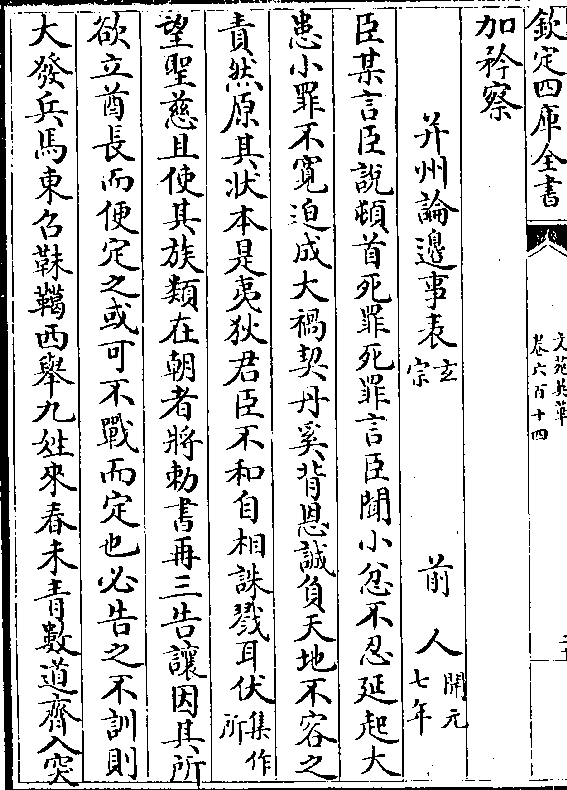 欽定四庫全書
文苑英華
卷六百十四
加矜察
并州論邊事表 玄宗 前人 開元七年
臣某言臣說頓首死罪死罪言臣聞小忿不忍延起大
患小罪不寛迫成大禍契丹奚背恩誠負天地不容之
責然原其狀本是夷狄君臣不和自相誅戮耳伏 集作所
望聖慈且使其族類在朝者將勅書再三告讓因其所
欲立酋長而便定之或可不戰而定也必告之不訓則
大發兵馬東召靺鞨西舉九姓來春未青數道齊入突